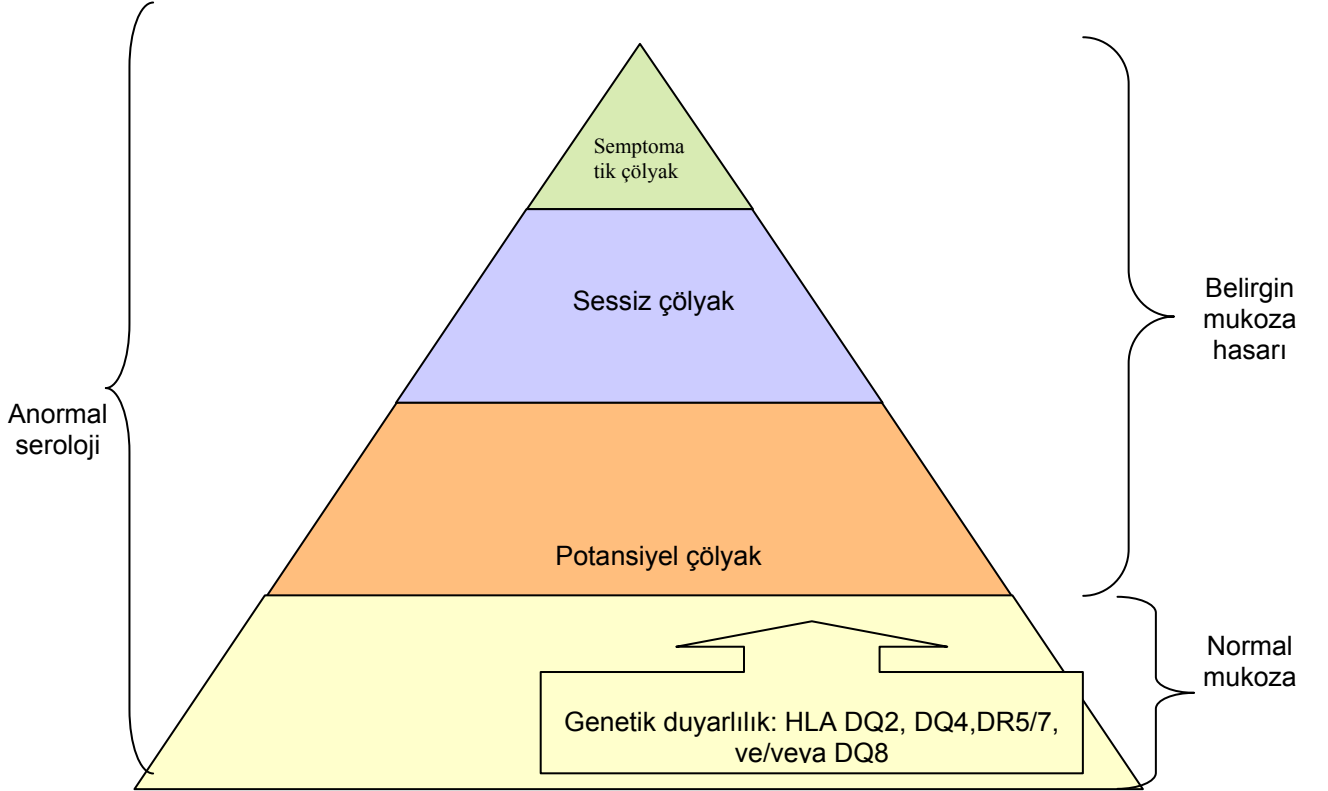 Semptoma
tik çölyak
Sessiz çölyak
Belirgin
mukoza
hasarı
Anormal
seroloji
Potansiyel çölyak
Normal
mukoza
Genetik duyarlılık: HLA DQ2, DQ4,DR5/7,
ve/veya DQ8